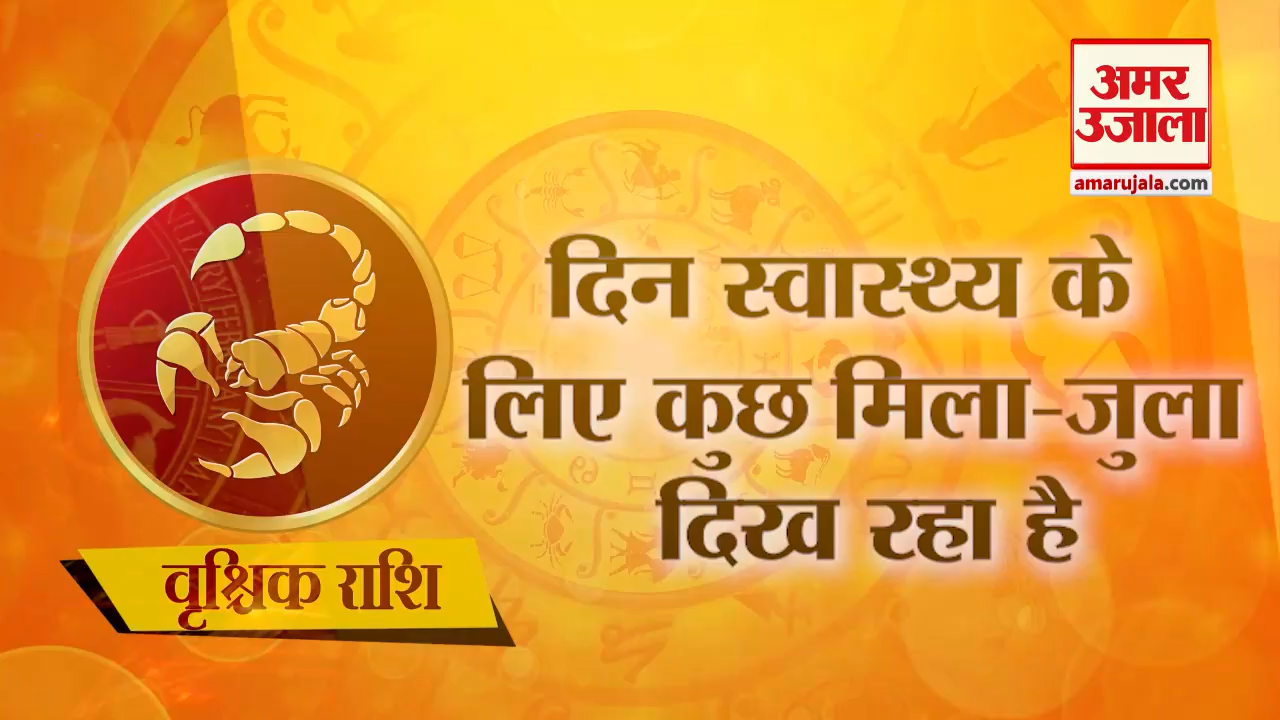 अमर
उजाला
amarujala.com
दिन स्वास्थ्य के
लिए कुछ मिला-जुला
दिख रहा है
वृश्चिक राशि